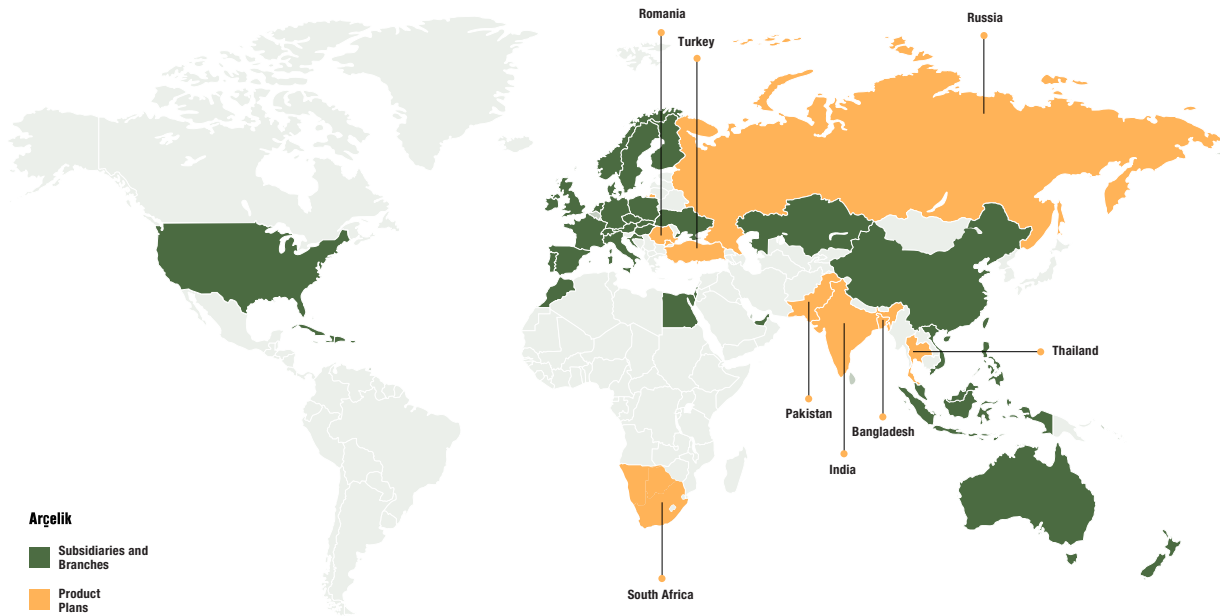 Romania
Russia
Turkey
Thailand
Pakistan
Bangladesh
India
Arçelik
Subsidiaries and
Branches
Product
Plans
South Africa